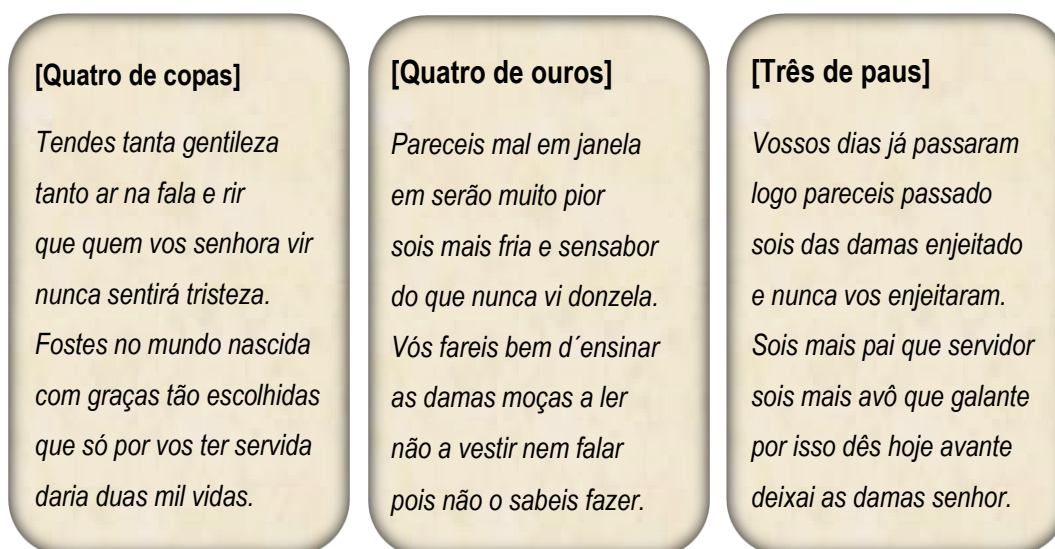 [Quatro de copas]
Tendes tanta gentileza
tanto ar na fala e rir
que quem vos senhora vir
nunca sentirá tristeza.
Fostes no mundo nascida
com graças tão escolhidas
que só por vos ter servida
daria duas mil vidas.
[Quatro de ouros]
Pareceis mal em janela
em serão muito pior
sois mais fria e sensabor
do que nunca vi donzela.
Vós fareis bem d´ensinar
as damas moças a ler
não a vestir nem falar
pois não o sabeis fazer.
[Três de paus]
Vossos dias já passaram
logo pareceis passado
sois das damas enjeitado
e nunca vos enjeitaram.
Sois mais pai que servidor
sois mais avô que galante
por isso dês hoje avante
deixai as damas senhor.